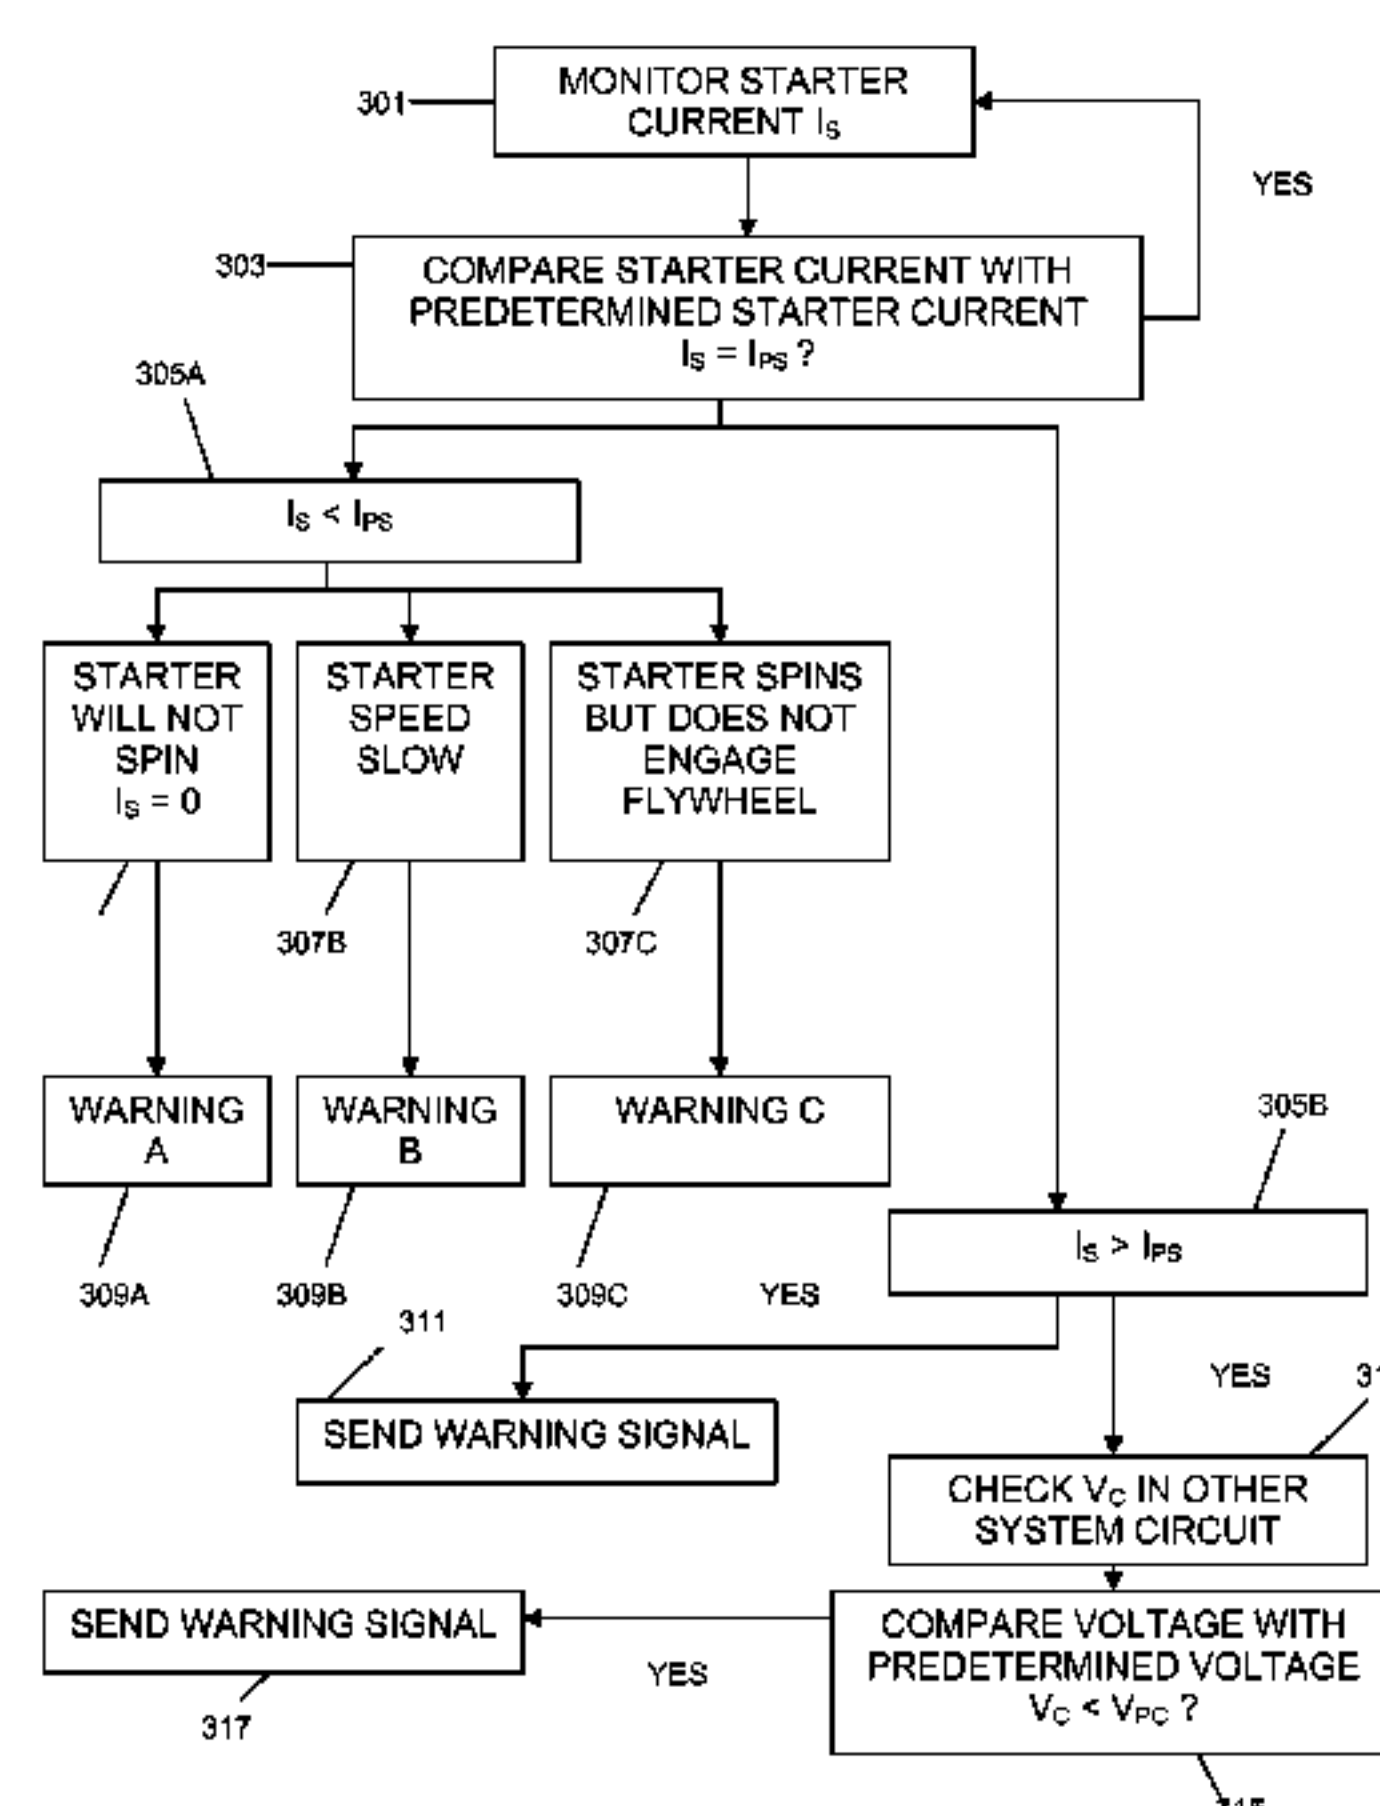 MONITOR STARTER
CURRENT IS
301
YES
303
COMPARE STARTER CURRENT WITH
PREDETERMINED STARTER CURRENT
IS = IPS ?
305A
IS < IPS
STARTER
WILL NOT
SPIN
IS = 0
STARTER
SPEED
SLOW
STARTER SPINS
BUT DOES NOT
ENGAGE
FLYWHEEL
307B
307C
WARNING
A
WARNING
B
WARNING C
305B
IS > IPS
309A
309B
309C
YES
311
YES
SEND WARNING SIGNAL
CHECK VC IN OTHER
SYSTEM CIRCUIT
SEND WARNING SIGNAL
COMPARE VOLTAGE WITH
PREDETERMINED VOLTAGE
VC < VPC ?
YES
317